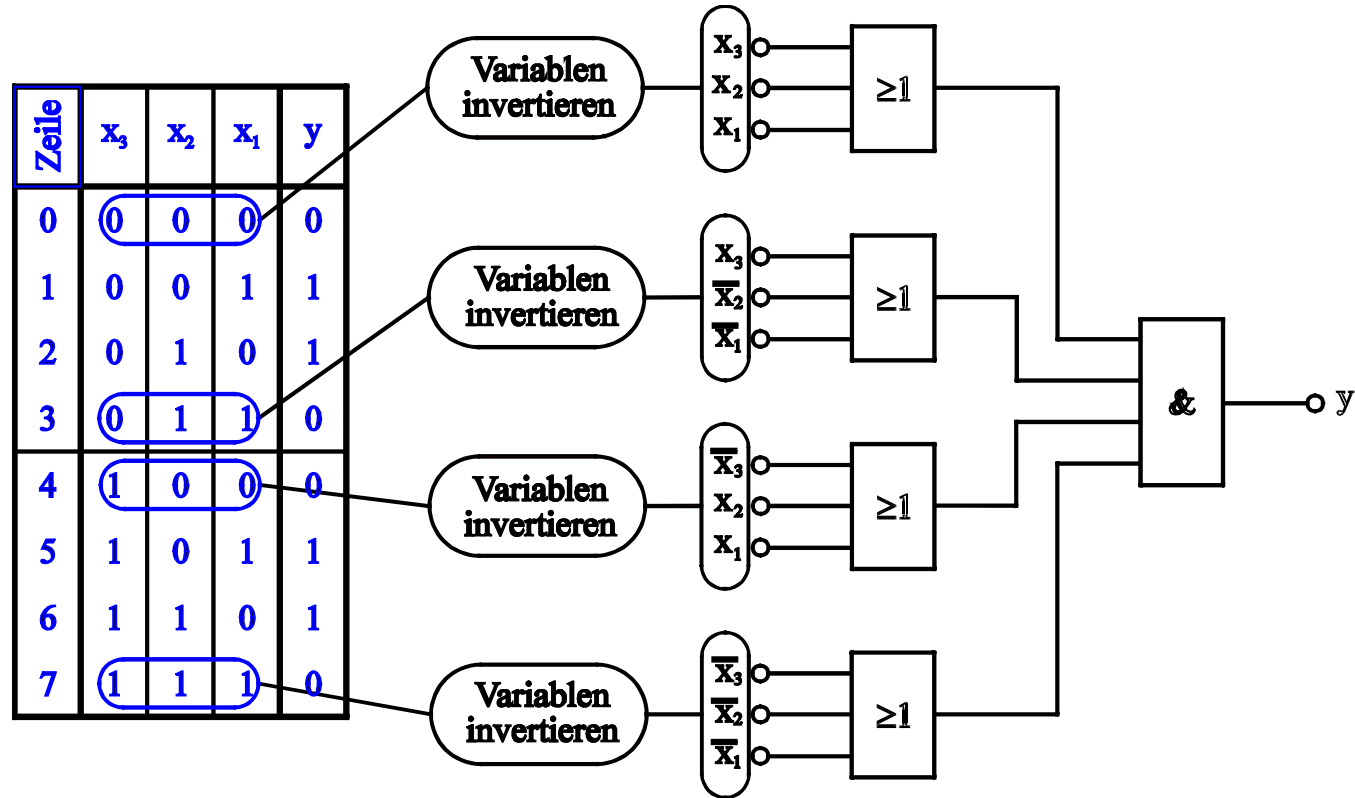 Zeile x₃ x₂ x₁ y
0 0 0 0 0
1 0 0 1 1
2 0 1 0 1
3 0 1 1 0
4 1 0 0 0
5 1 0 1 1
6 1 1 0 1
7 1 1 1 0
Variablen
invertieren
x₃
x₂
x₁
≥1
Variablen
invertieren
x₃
x̅₂
x̅₁
≥1
Variablen
invertieren
x̅₃
x₂
x₁
≥1
Variablen
invertieren
x̅₃
x̅₂
x̅₁
≥1
&
y